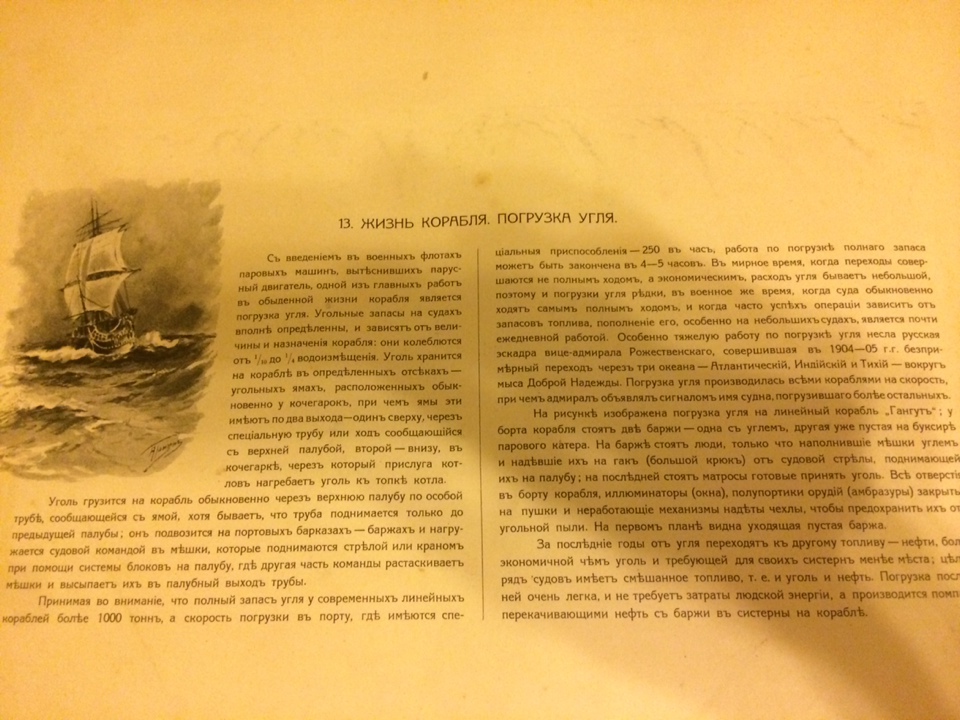 13. ЖИЗНЬ КОРАБЛЯ. ПОГРУЗКА УГЛЯ.
Съ введеніемъ въ военныхъ флотахъ
паровыхъ машинъ, вытѣснившихъ парус-
ный двигатель, одной изъ главныхъ работъ
въ обыденной жизни корабля является
погрузка угля. Угольные запасы на судахъ
вполнѣ опредѣленны, и зависятъ отъ вели-
чины и назначенія корабля: они колеблются
отъ до водоизмѣщенія. Уголь хранится
на кораблѣ въ опредѣленныхъ отсѣкахъ —
угольныхъ ямахъ, расположенныхъ обык-
новенно у кочегарокъ, при чемъ ямы эти
имѣютъ по два выхода—одинъ сверху, черезъ
спеціальную трубу или ходъ сообщающійся
съ верхней палубой, второй — внизу, въ
кочегаркѣ, черезъ который прислуга кот-
ловъ нагребаетъ уголь къ топкѣ котла.
Уголь грузится на корабль обыкновенно черезъ верхнюю палубу по особой
трубѣ, сообщающейся съ ямой, хотя бываетъ, что труба поднимается только до
предыдущей палубы; онъ подвозится на портовыхъ барказахъ — баржахъ и нагру-
жается судовой командой въ мѣшки, которые поднимаются стрѣлой или краномъ
при помощи системы блоковъ на палубу, гдѣ другая часть команды растаскиваетъ
мѣшки и высыпаетъ ихъ въ палубный выходъ трубы.
Принимая во вниманіе, что полный запасъ угля у современныхъ линейныхъ
кораблей болѣе 1000 тоннъ, а скорость погрузки въ порту, гдѣ имѣются спе-
ціальныя приспособленія — 250 въ часъ, работа по погрузкѣ полнаго запаса
можетъ быть закончена въ 4—5 часовъ. Въ мирное время, когда переходы совер-
шаются не полнымъ ходомъ, а экономическимъ, расходъ угля бываетъ небольшой,
поэтому и погрузки угля рѣдки, въ военное же время, когда суда обыкновенно
ходятъ самымъ полнымъ ходомъ, и когда часто успѣхъ операціи зависитъ отъ
запасовъ топлива, пополненіе его, особенно на небольшихъ судахъ, является почти
ежедневной работой. Особенно тяжелую работу по погрузкѣ угля несла русская
эскадра вице-адмирала Рожественскаго, совершившая въ 1904—05 г.г. безпри-
мѣрный переходъ черезъ три океана — Атлантическій, Индійскій и Тихій — вокругъ
мыса Доброй Надежды. Погрузка угля производилась всѣми кораблями на скорость,
при чемъ адмиралъ объявлялъ сигналомъ имя судна, погрузившаго болѣе остальныхъ.
На рисункѣ изображена погрузка угля на линейный корабль „Гангутъ“; у
борта корабля стоятъ двѣ баржи — одна съ углемъ, другая уже пустая на буксирѣ
парового катера. На баржѣ стоятъ люди, только что наполнившіе мѣшки углемъ
и надѣвшіе ихъ на гакъ (большой крюкъ) отъ судовой стрѣлы, поднимающей
ихъ на палубу; на послѣдней стоятъ матросы готовые принять уголь. Всѣ отверстія
въ борту корабля, иллюминаторы (окна), полупортики орудій (амбразуры) закрыты
на пушки и неработающіе механизмы надѣты чехлы, чтобы предохранить ихъ от
угольной пыли. На первомъ планѣ видна уходящая пустая баржа.
За послѣдніе годы отъ угля переходятъ къ другому топливу — нефти, бол
экономичной чѣмъ уголь и требующей для своихъ систернъ менѣе мѣста; цѣл
рядъ судовъ имѣетъ смѣшанное топливо, т. е. и уголь и нефть. Погрузка посл
ней очень легка, и не требуетъ затраты людской энергіи, а производится помп
перекачивающими нефть съ баржи въ систерны на кораблѣ.